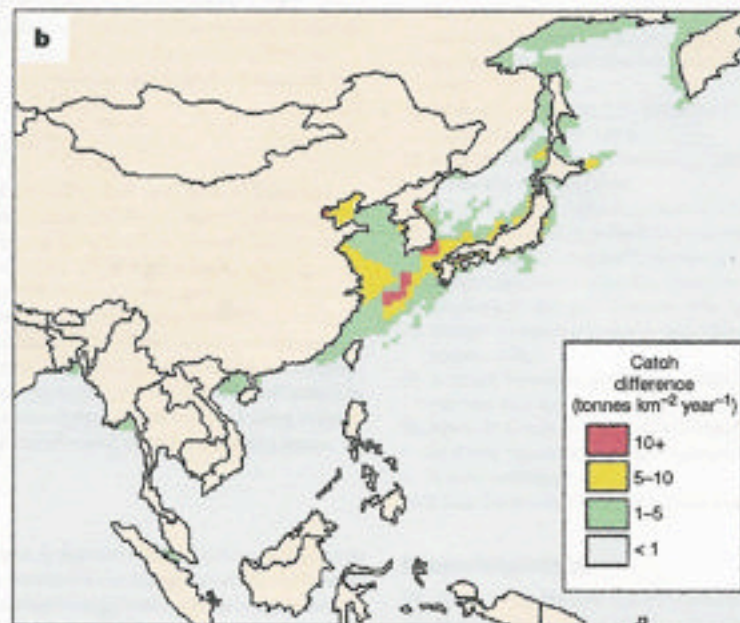 b
Catch
difference
(tonnes km⁻² year⁻¹)
10+
5–10
1–5
< 1